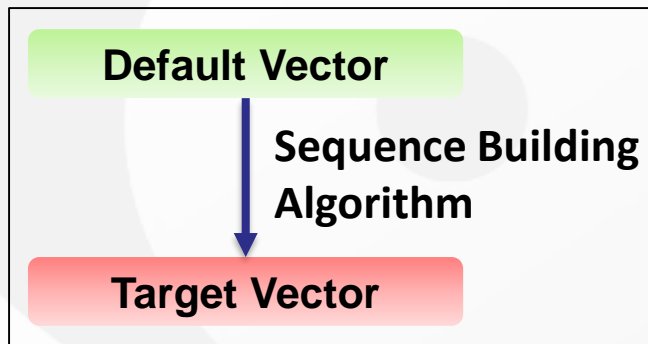 Default Vector
Sequence Building
Algorithm
Target Vector